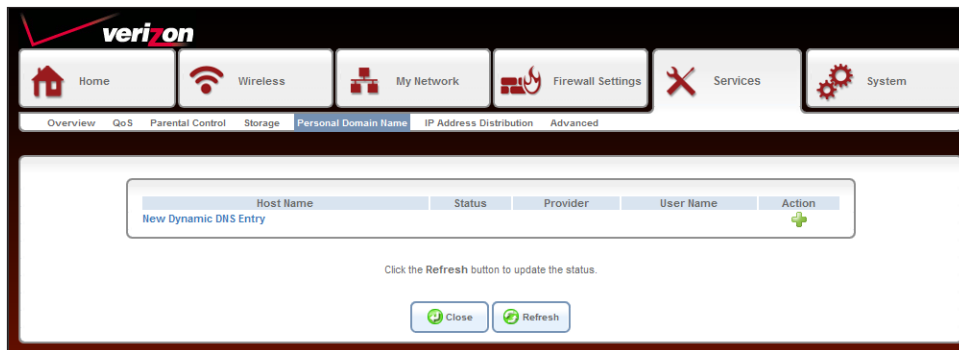 verizon
Home Wireless My Network Firewall Settings Services System
Overview QoS Parental Control Storage Personal Domain Name IP Address Distribution Advanced
Host Name Status Provider User Name Action
New Dynamic DNS Entry
Click the Refresh button to update the status.
Close Refresh